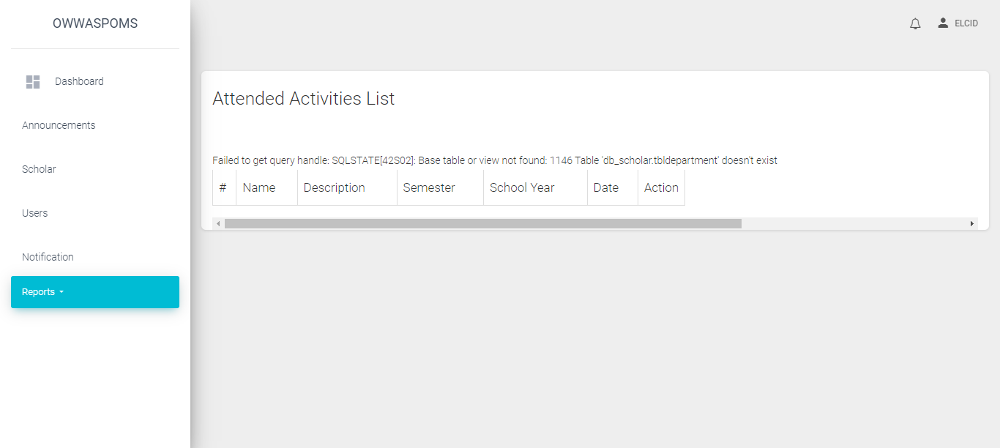 OWWASPOMS
ELCID
Dashboard
Announcements
Scholar
Users
Notification
Reports
Attended Activities List
Failed to get query handle: SQLSTATE[42S02]: Base table or view not found: 1146 Table 'db_scholar.tbldepartment' doesn't exist
# Name Description Semester School Year Date Action